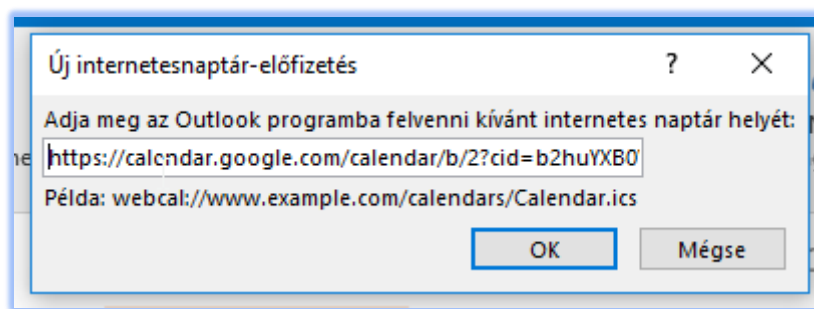 Új internetesnaptár-előfizetés
?
Adja meg az Outlook programba felvenni kívánt internetes naptár helyét:
https://calendar.google.com/calendar/b/2?cid=b2huYXB0
Példa: webcal://www.example.com/calendars/Calendar.ics
OK
Mégse